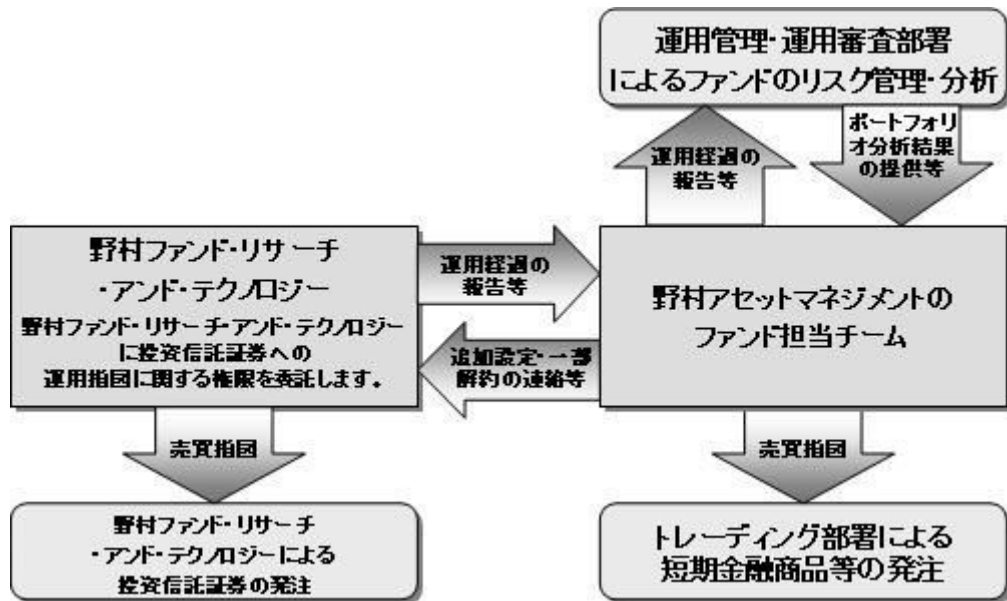 運用管理・運用審査部署
によるファンドのリスク管理・分析
運用経過の
報告等
ポートフォリ
オ分析結果
の提供等
野村ファンド・リサーチ
・アンド・テクノロジー
野村ファンド・リサーチ・アンド・テクノロジー
に投資信託証券への
運用指図に関する権限を委託します。
運用経過の
報告等
追加設定・一部
解約の連絡等
野村アセットマネジメントの
ファンド担当チーム
売買指図
売買指図
野村ファンド・リサーチ
・アンド・テクノロジーによる
投資信託証券の発注
トレーディング部署による
短期金融商品等の発注